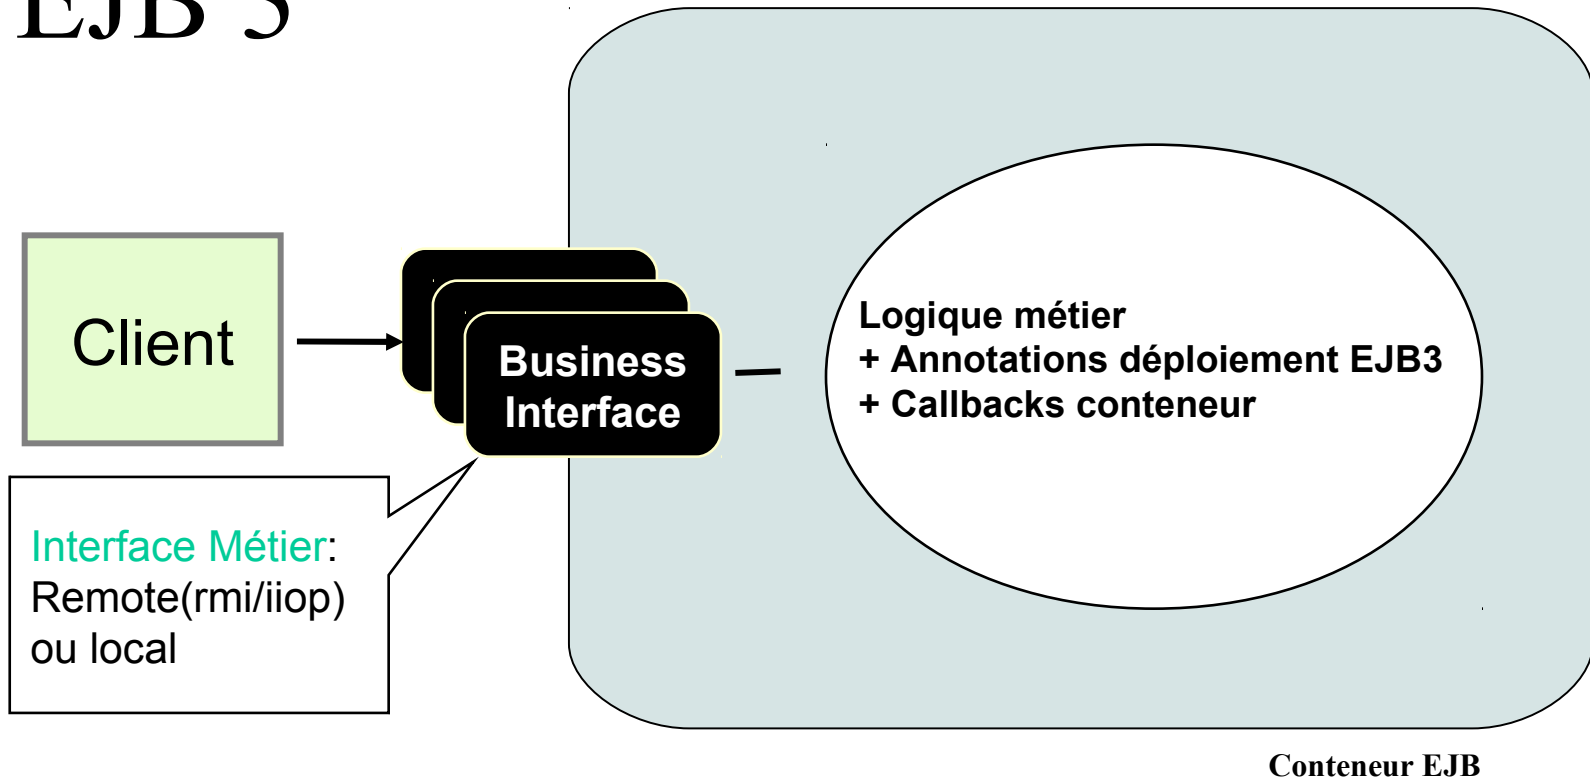 EJB 3
Client
Business
Interface
Logique métier
+ Annotations déploiement EJB3
+ Callbacks conteneur
Interface Métier:
Remote(rmi/iiop)
ou local
Conteneur EJB